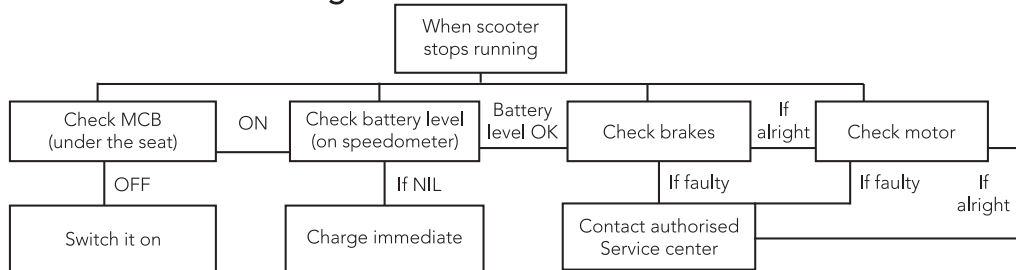 When scooter
stops running
Check MCB
(under the seat)
ON
Check battery level
(on speedometer)
Battery
level OK
Check brakes
If
alright
Check motor
OFF
If NIL
If faulty
If faulty
If
alright
Switch it on
Charge immediate
Contact authorised
Service center